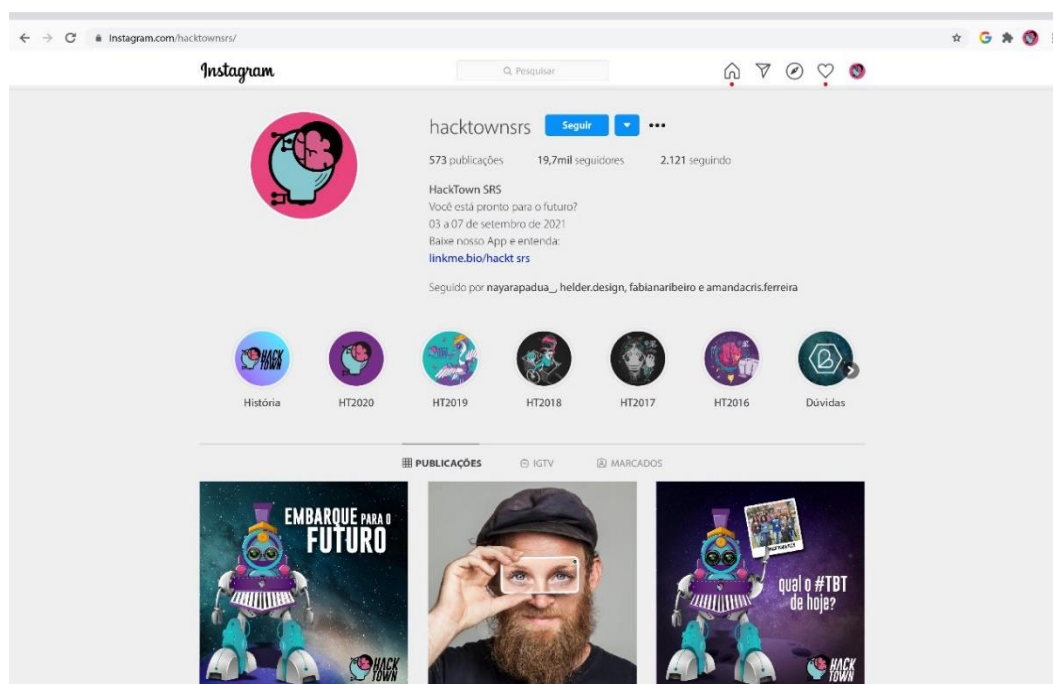 instagram.com/hacktownsrs/
Instagram
Pesquisar
hacktownsrs Seguir
573 publicações 19,7mil seguidores 2.121 seguindo
HackTown SRS
Você está pronto para o futuro?
03 a 07 de setembro de 2021
Baixe nosso App e entenda:
linkme.bio/hackt srs
Seguido por nayarapadua_, helder.design, fabianaribeiro e amandacris.ferreira
HACK
TOWN
História HT2020 HT2019 HT2018 HT2017 HT2016 Dúvidas
PUBLICAÇÕES IGTV MARCADOS
EMBARQUE PARA O
FUTURO
HACK
TOWN
qual o #TBT
de hoje?
HACK
TOWN